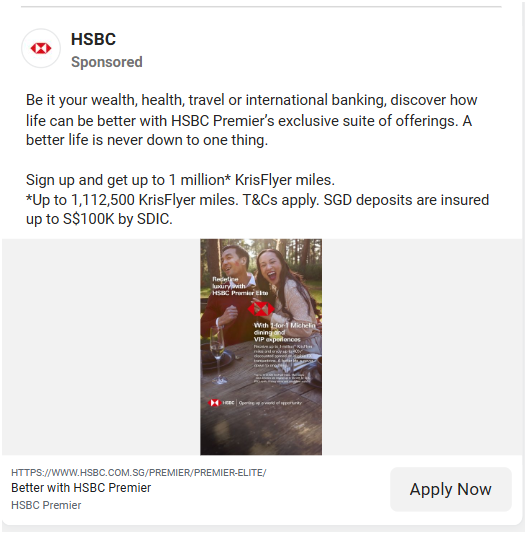 HSBC
Sponsored
Be it your wealth, health, travel or international banking, discover how
life can be better with HSBC Premier's exclusive suite of offerings. A
better life is never down to one thing.
Sign up and get up to 1 million* KrisFlyer miles.
*Up to 1,112,500 KrisFlyer miles. T&Cs apply. SGD deposits are insured
up to S$100K by SDIC.
Redefine
luxury with
HSBC Premier Elite
With 1-for-1 Michelin
dining and
VIP experiences
HSBC | Opening up a world of opportunity
HTTPS://WWW.HSBC.COM.SG/PREMIER/PREMIER-ELITE/
Better with HSBC Premier
HSBC Premier
Apply Now